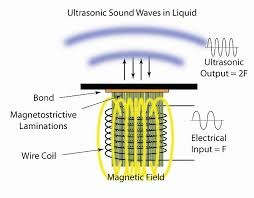 Ultrasonic Sound Waves in Liquid
Ultrasonic
Output = 2F
Bond
Magnetostrictive
Laminations
Electrical
Input = F
Wire Coil
Magnetic Field